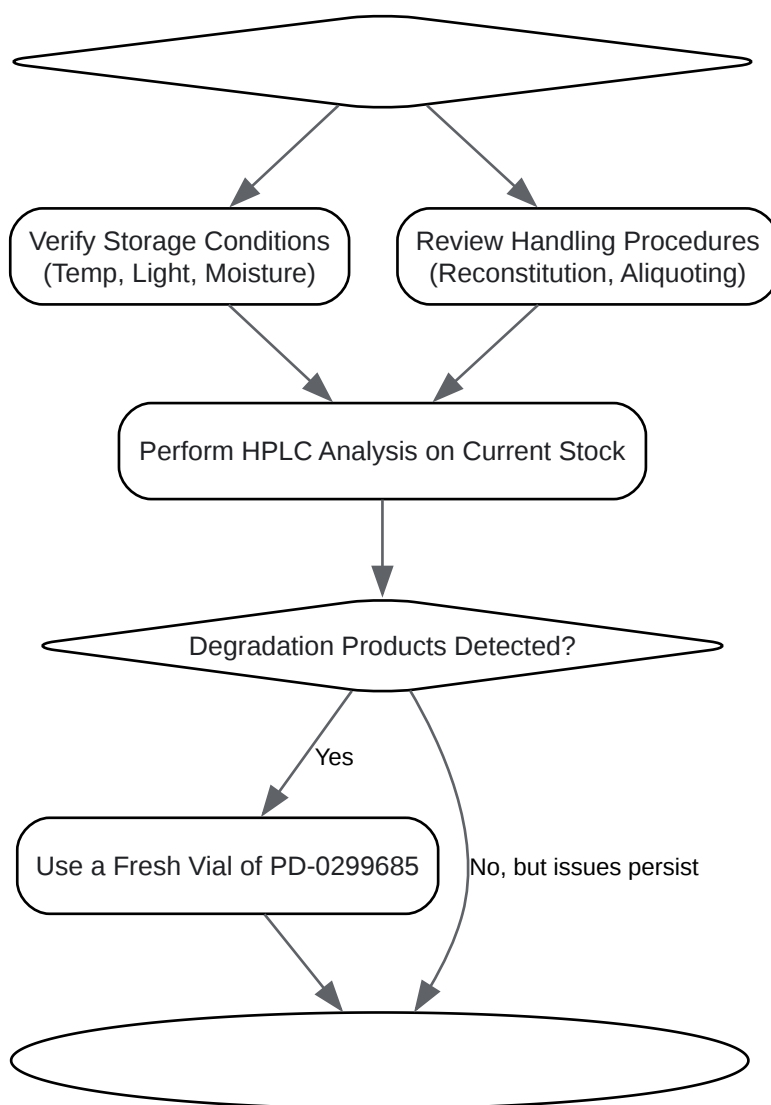 Verify Storage Conditions
(Temp, Light, Moisture)
Review Handling Procedures
(Reconstitution, Aliquoting)
Perform HPLC Analysis on Current Stock
Degradation Products Detected?
Yes
Use a Fresh Vial of PD-0299685
No, but issues persist